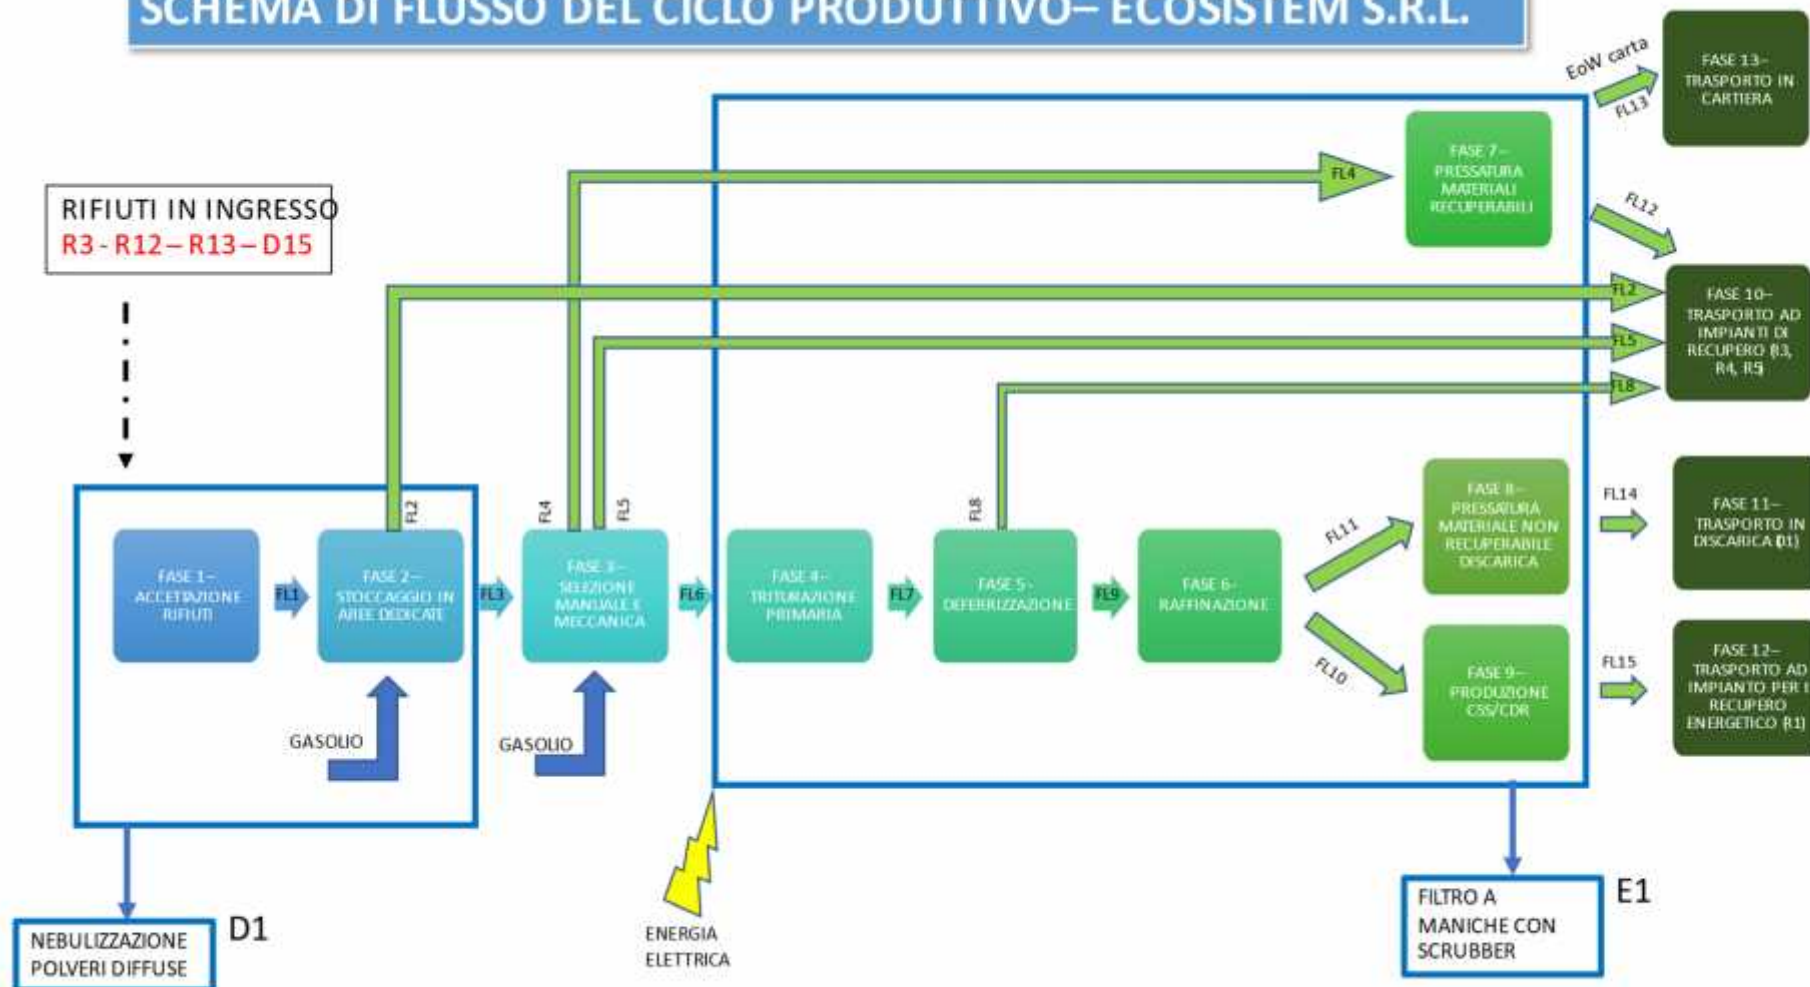 SCHEMA DI FLUSSO DEL CICLO PRODUTTIVO– ECOSISTEM S.R.L.
EoW carta
FL13
FASE 13–
TRASPORTO IN
CARTIERA
RIFIUTI IN INGRESSO
R3 - R12 – R13 – D15
FL4
FASE 7–
PRESSATURA
MATERIALI
RECUPERABILI
FL12
FL2
FL5
FL8
FASE 10–
TRASPORTO AD
IMPIANTI DI
RECUPERO (R3,
R4, R5)
FL2
FL4
FL5
FL8
FASE 1–
ACCETTAZIONE
RIFIUTI
FL1
FASE 2–
STOCCAGGIO IN
AREE DEDICATE
FL3
FASE 3–
SELEZIONE
MANUALE E
MECCANICA
FL6
FASE 4–
TRITURAZIONE
PRIMARIA
FL7
FASE 5-
DEFERRIZZAZIONE
FL9
FASE 6-
RAFFINAZIONE
FL11
FL10
FASE 8–
PRESSATURA
MATERIALE NON
RECUPERABILE
DISCARICA
FL14
FASE 11–
TRASPORTO IN
DISCARICA (D1)
FASE 9–
PRODUZIONE
CSS/CDR
FL15
FASE 12–
TRASPORTO AD
IMPIANTO PER I
RECUPERO
ENERGETICO (R1)
GASOLIO
GASOLIO
NEBULIZZAZIONE
POLVERI DIFFUSE
D1
ENERGIA
ELETTRICA
FILTRO A
MANICHE CON
SCRUBBER
E1